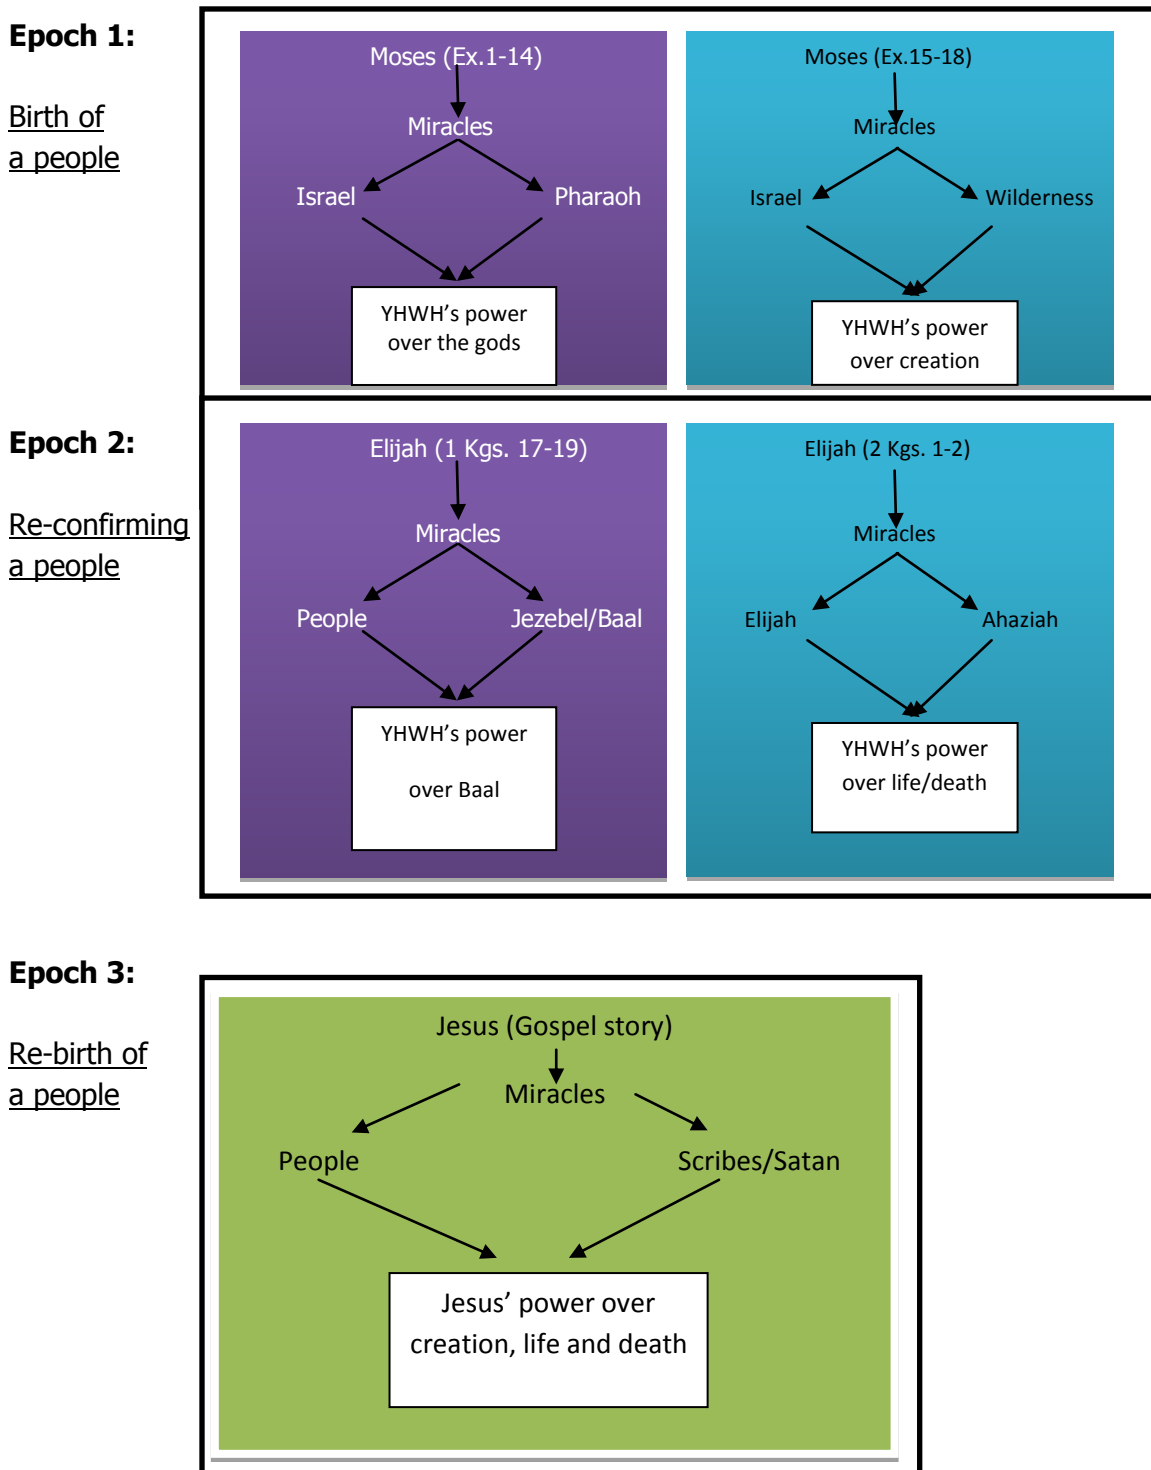 Epoch 1:
Birth of
a people
Moses (Ex.1-14)
Miracles
Israel
Pharaoh
YHWH’s power
over the gods
Moses (Ex.15-18)
Miracles
Israel
Wilderness
YHWH’s power
over creation
Epoch 2:
Re-confirming
a people
Elijah (1 Kgs. 17-19)
Miracles
People
Jezebel/Baal
YHWH’s power
over Baal
Elijah (2 Kgs. 1-2)
Miracles
Elijah
Ahaziah
YHWH’s power
over life/death
Epoch 3:
Re-birth of
a people
Jesus (Gospel story)
Miracles
People
Scribes/Satan
Jesus’ power over
creation, life and death